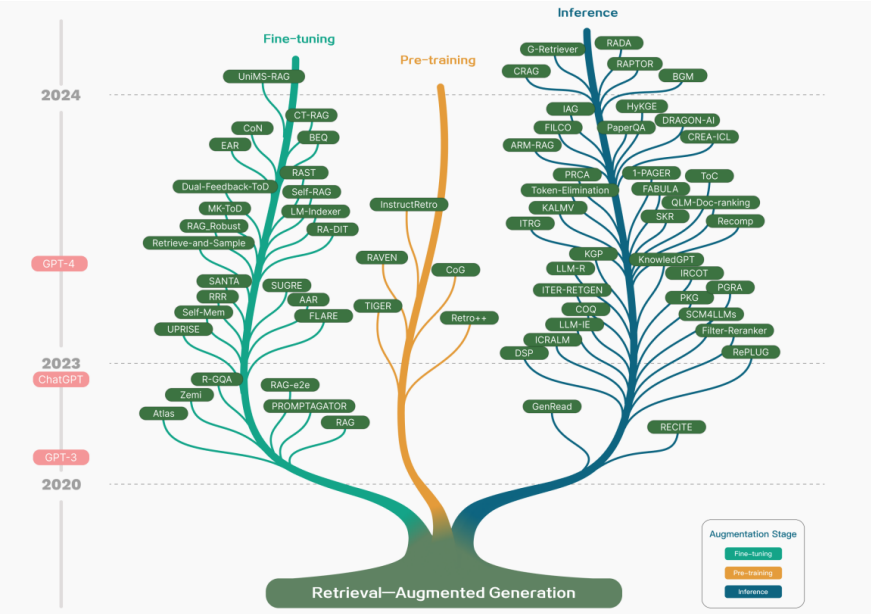 Inference
Fine-tuning
Pre-training
2024
GPT-4
2023
ChatGPT
GPT-3
2020
UniMS-RAG
CT-RAG
CoN
BEQ
EAR
RAST
Dual-Feedback-ToD
Self-RAG
MK-ToD
LM-Indexer
RAG_Robust
RA-DIT
Retrieve-and-Sample
SANTA
SUGRE
RRR
AAR
Self-Mem
FLARE
UPRISE
R-GQA
RAG-e2e
Zemi
PROMPTAGATOR
Atlas
RAG
InstructRetro
RAVEN
CoG
TIGER
Retro++
G-Retriever
RADA
CRAG
RAPTOR
BGM
IAG
HyKGE
FILCO
PaperQA
DRAGON-AI
ARM-RAG
CREA-ICL
PRCA
1-PAGER
ToC
Token-Elimination
FABULA
KALMV
QLM-Doc-ranking
ITRG
SKR
Recomp
KGP
KnowledGPT
LLM-R
IRCOT
ITER-RETGEN
PGRA
PKG
COQ
SCM4LLMs
LLM-IE
Filter-Reranker
ICRALM
DSP
RePLUG
GenRead
RECITE
Retrieval—Augmented Generation
Augmentation Stage
Fine-tuning
Pre-training
Inference